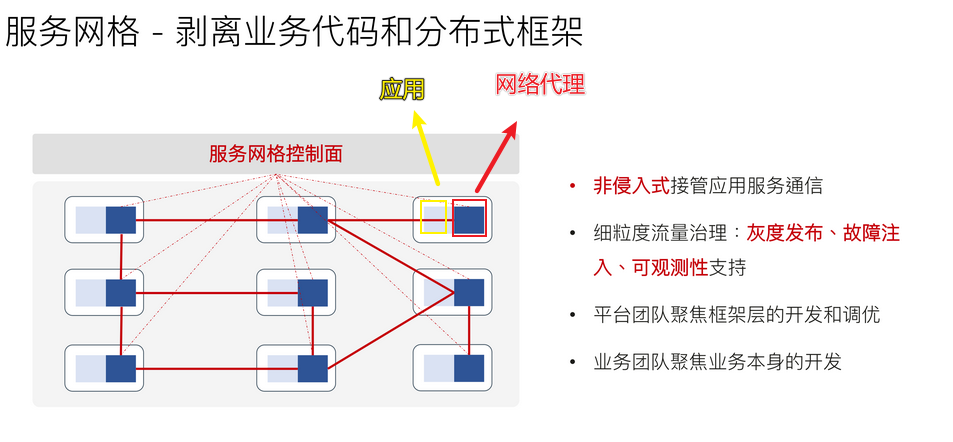 服务网格 - 剥离业务代码和分布式框架
应用
网络代理
服务网格控制面
• 非侵入式接管应用服务通信
• 细粒度流量治理：灰度发布、故障注
入、可观测性支持
• 平台团队聚焦框架层的开发和调优
• 业务团队聚焦业务本身的开发